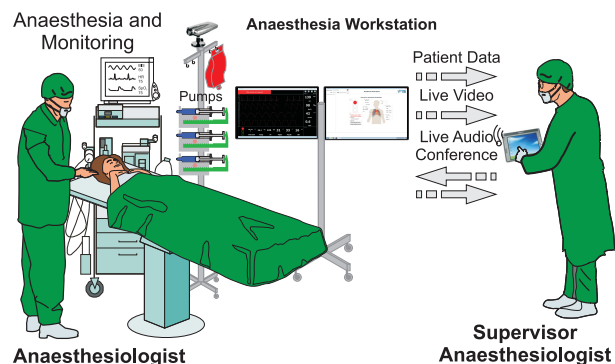 Anaesthesia and
Monitoring
Anaesthesia Workstation
Pumps
Patient Data
Live Video
Live Audio
Conference
Anaesthesiologist
Supervisor
Anaesthesiologist